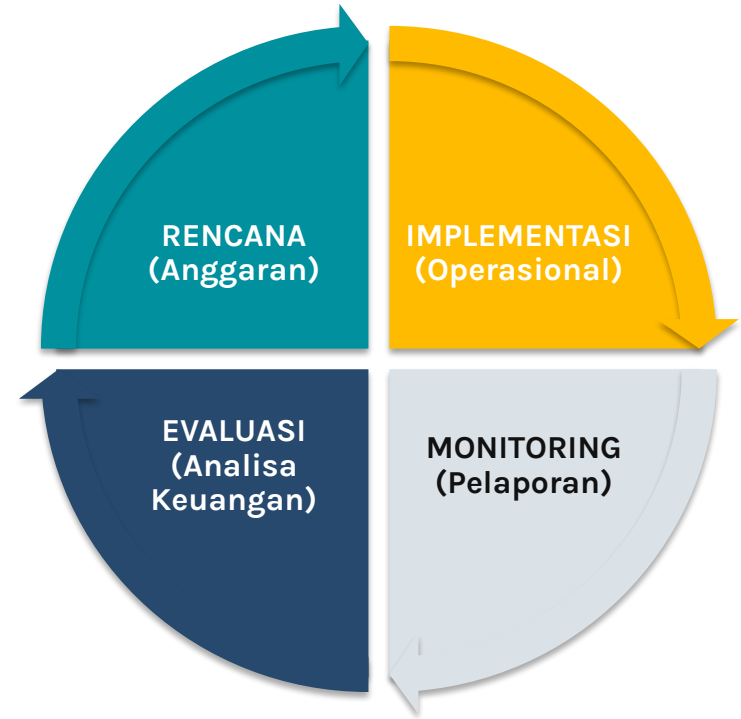 RENCANA
(Anggaran)
IMPLEMENTASI
(Operasional)
EVALUASI
(Analisa
Keuangan)
MONITORING
(Pelaporan)